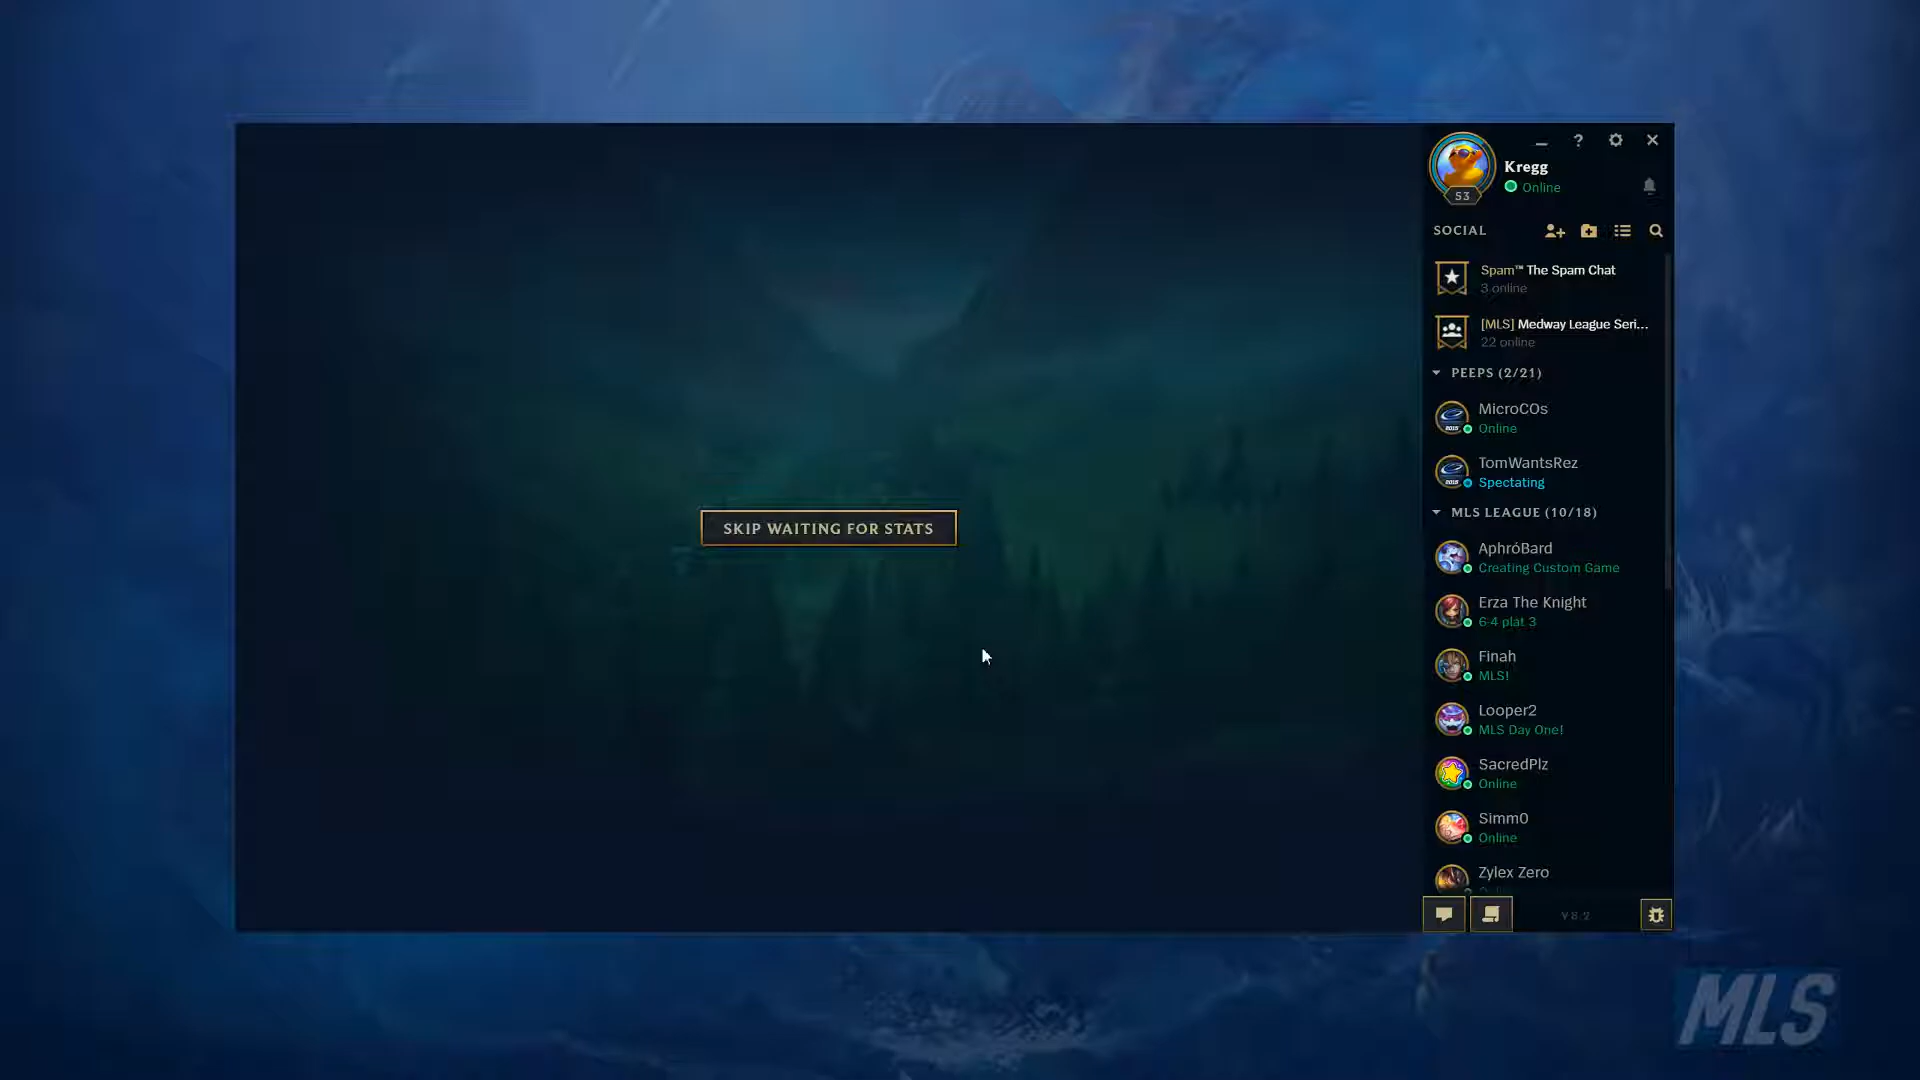 Kregg
53
Online
SOCIAL
Spam™ The Spam Chat
3 online
[MLS] Medway League Seri...
22 online
PEEPS (2/21)
MicroCOs
Online
TomWantsRez
Spectating
MLS LEAGUE (10/18)
AphróBard
Creating Custom Game
Erza The Knight
6-4 plat 3
Finah
MLS!
Looper2
MLS Day One!
SacredPlz
Online
Simm0
Online
Zylex Zero
SKIP WAITING FOR STATS
V8.2
MLS